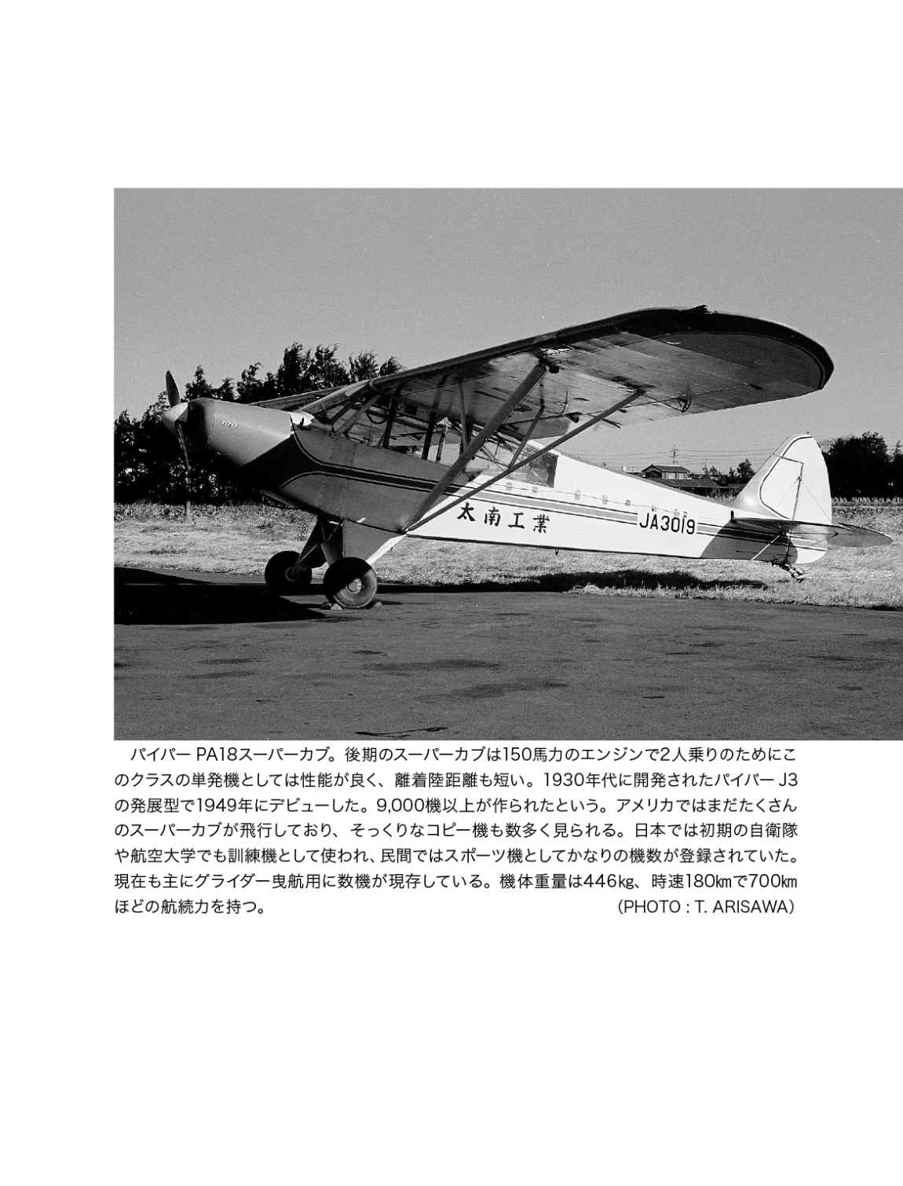 太南工業
JA3019
パイパー PA18スーパーカブ。後期のスーパーカブは150馬力のエンジンで2人乗りのためにこ
のクラスの単発機としては性能が良く、離着陸距離も短い。1930年代に開発されたパイパー J3
の発展型で1949年にデビューした。9,000機以上が作られたという。アメリカではまだたくさん
のスーパーカブが飛行しており、そっくりなコピー機も数多く見られる。日本では初期の自衛隊
や航空大学でも訓練機として使われ、民間ではスポーツ機としてかなりの機数が登録されていた。
現在も主にグライダー曳航用に数機が現存している。機体重量は446㎏、時速180㎞で700㎞
ほどの航続力を持つ。 （PHOTO : T. ARISAWA）